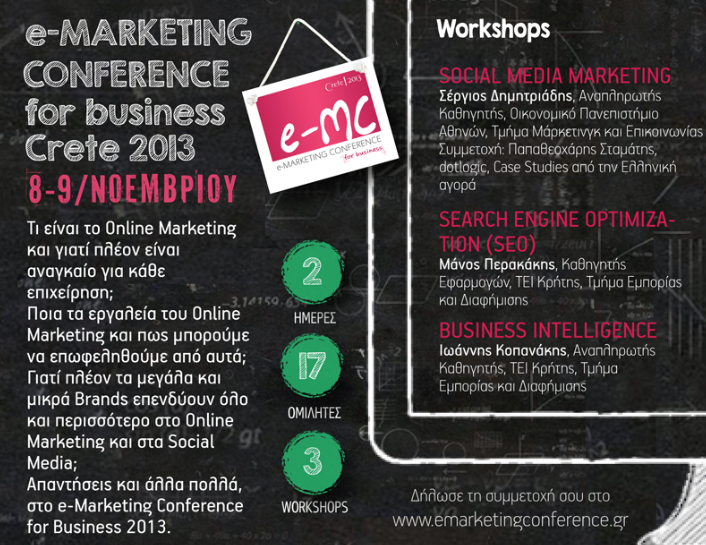 e-MARKETING
CONFERENCE
for business
Crete 2013
8-9/ΝΟΕΜΒΡΙΟΥ
Crete|2013
e-MC
e-MARKETING CONFERENCE
for business
Τι είναι το Online Marketing
και γιατί πλέον είναι
αναγκαίο για κάθε
επιχείρηση;
Ποια τα εργαλεία του Online
Marketing και πως μπορούμε
να επωφεληθούμε από αυτά;
Γιατί πλέον τα μεγάλα και
μικρά Brands επενδύουν όλο
και περισσότερο στο Online
Marketing και στα Social
Media;
Απαντήσεις και άλλα πολλά,
στο e-Marketing Conference
for Business 2013.
2
ΗΜΕΡΕΣ
17
ΟΜΙΛΗΤΕΣ
3
WORKSHOPS
Workshops
SOCIAL MEDIA MARKETING
Σέργιος Δημητριάδης, Αναπληρωτής
Καθηγητής, Οικονομικό Πανεπιστήμιο
Αθηνών, Τμήμα Μάρκετινγκ και Επικοινωνίας
Συμμετοχή: Παπαθεοχάρης Σταμάτης,
dotlogic, Case Studies από την Ελληνική
αγορά
SEARCH ENGINE OPTIMIZA-
TION (SEO)
Μάνος Περακάκης, Καθηγητής
Εφαρμογών, ΤΕΙ Κρήτης, Τμήμα Εμπορίας
και Διαφήμισης
BUSINESS INTELLIGENCE
Ιωάννης Κοπανάκης, Αναπληρωτής
Καθηγητής, ΤΕΙ Κρήτης, Τμήμα
Εμπορίας και Διαφήμισης
Δήλωσε τη συμμετοχή σου στο
www.emarketingconference.gr